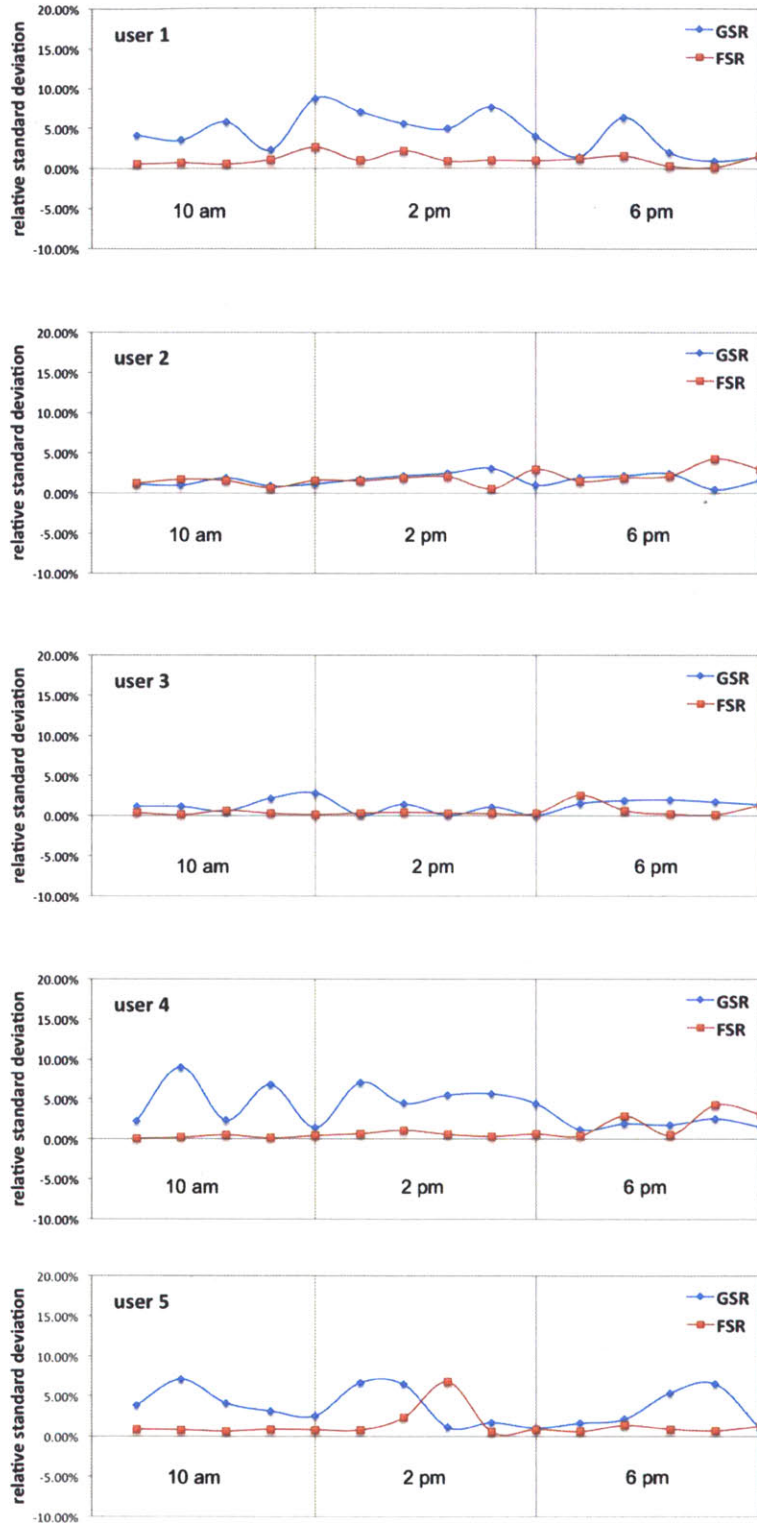 relative standard deviation
20.00%
15.00%
10.00%
5.00%
0.00%
-5.00%
-10.00%
user 1
GSR
FSR
10 am
2 pm
6 pm
relative standard deviation
20.00%
15.00%
10.00%
5.00%
0.00%
-5.00%
-10.00%
user 2
GSR
FSR
10 am
2 pm
6 pm
relative standard deviation
20.00%
15.00%
10.00%
5.00%
0.00%
-5.00%
-10.00%
user 3
GSR
FSR
10 am
2 pm
6 pm
relative standard deviation
20.00%
15.00%
10.00%
5.00%
0.00%
-5.00%
-10.00%
user 4
GSR
FSR
10 am
2 pm
6 pm
relative standard deviation
20.00%
15.00%
10.00%
5.00%
0.00%
-5.00%
-10.00%
user 5
GSR
FSR
10 am
2 pm
6 pm